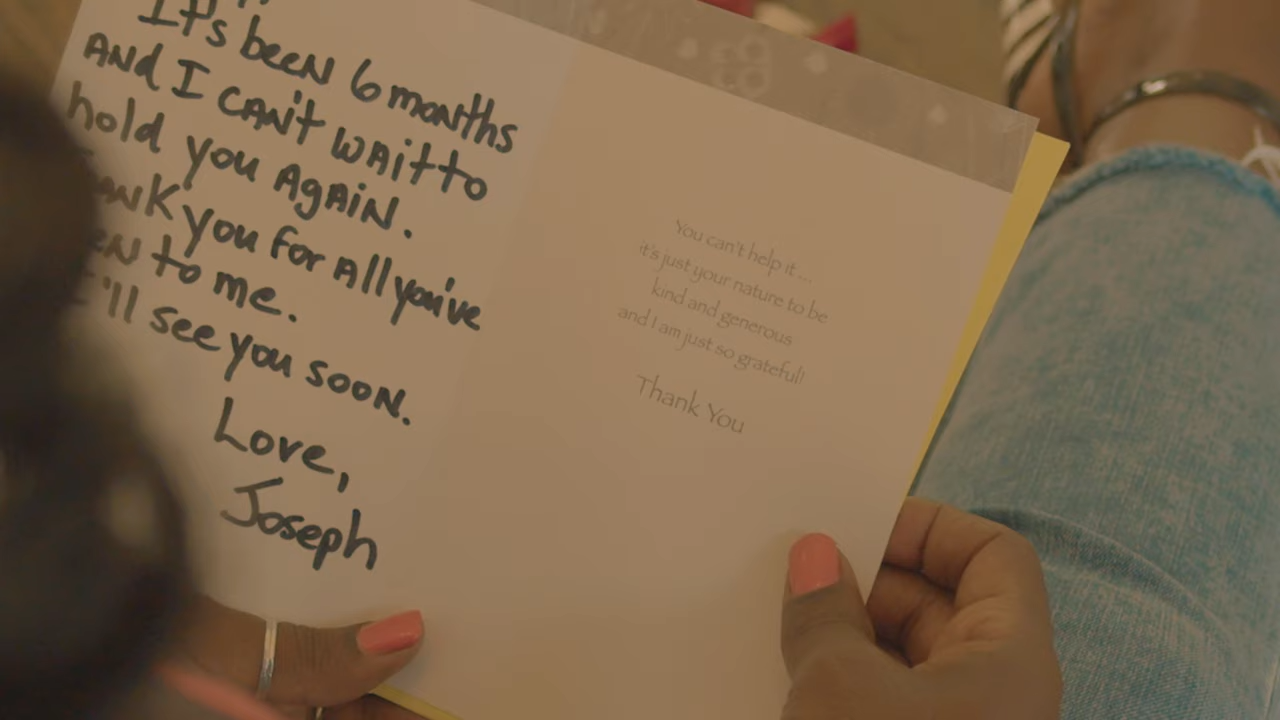 It's been 6 months
And I can't wait to
hold you again.
you for all you've
to me.
I'll see you soon.
Love,
Joseph
You can't help it ...
it's just your nature to be
kind and generous
and I am just so grateful!
Thank You